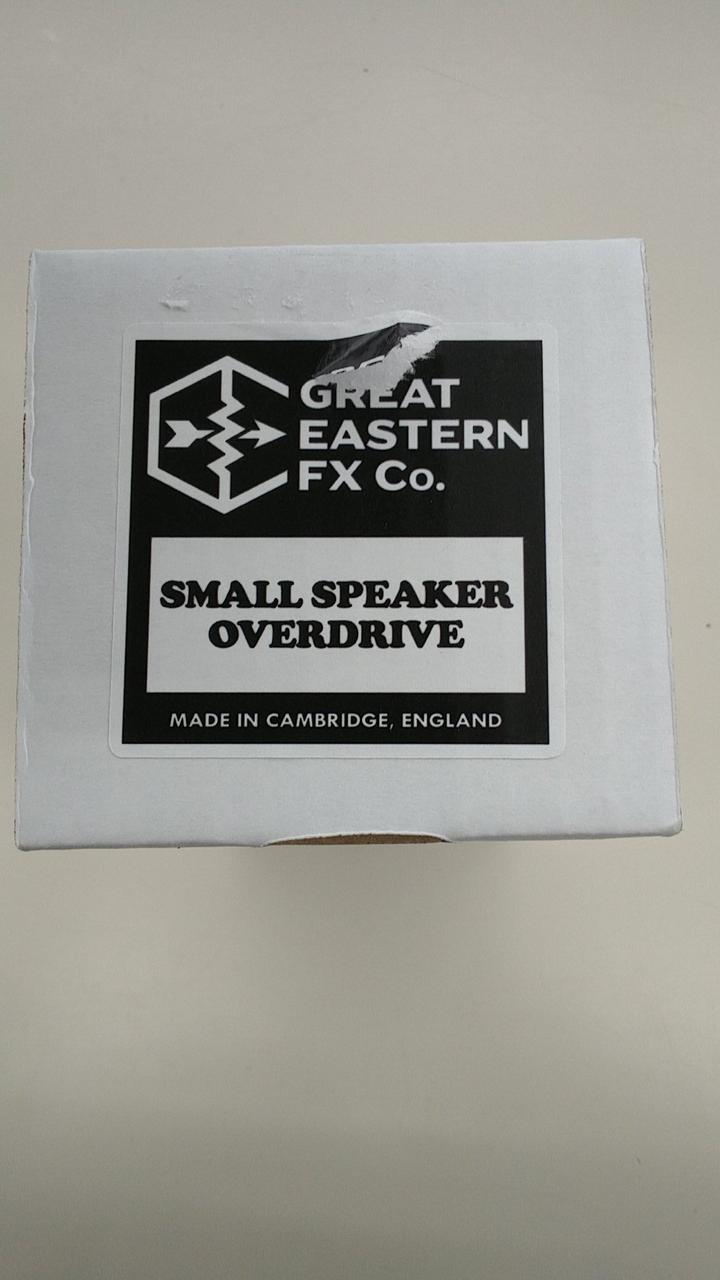 GREAT
EASTERN
FX Co.
SMALL SPEAKER
OVERDRIVE
MADE IN CAMBRIDGE, ENGLAND